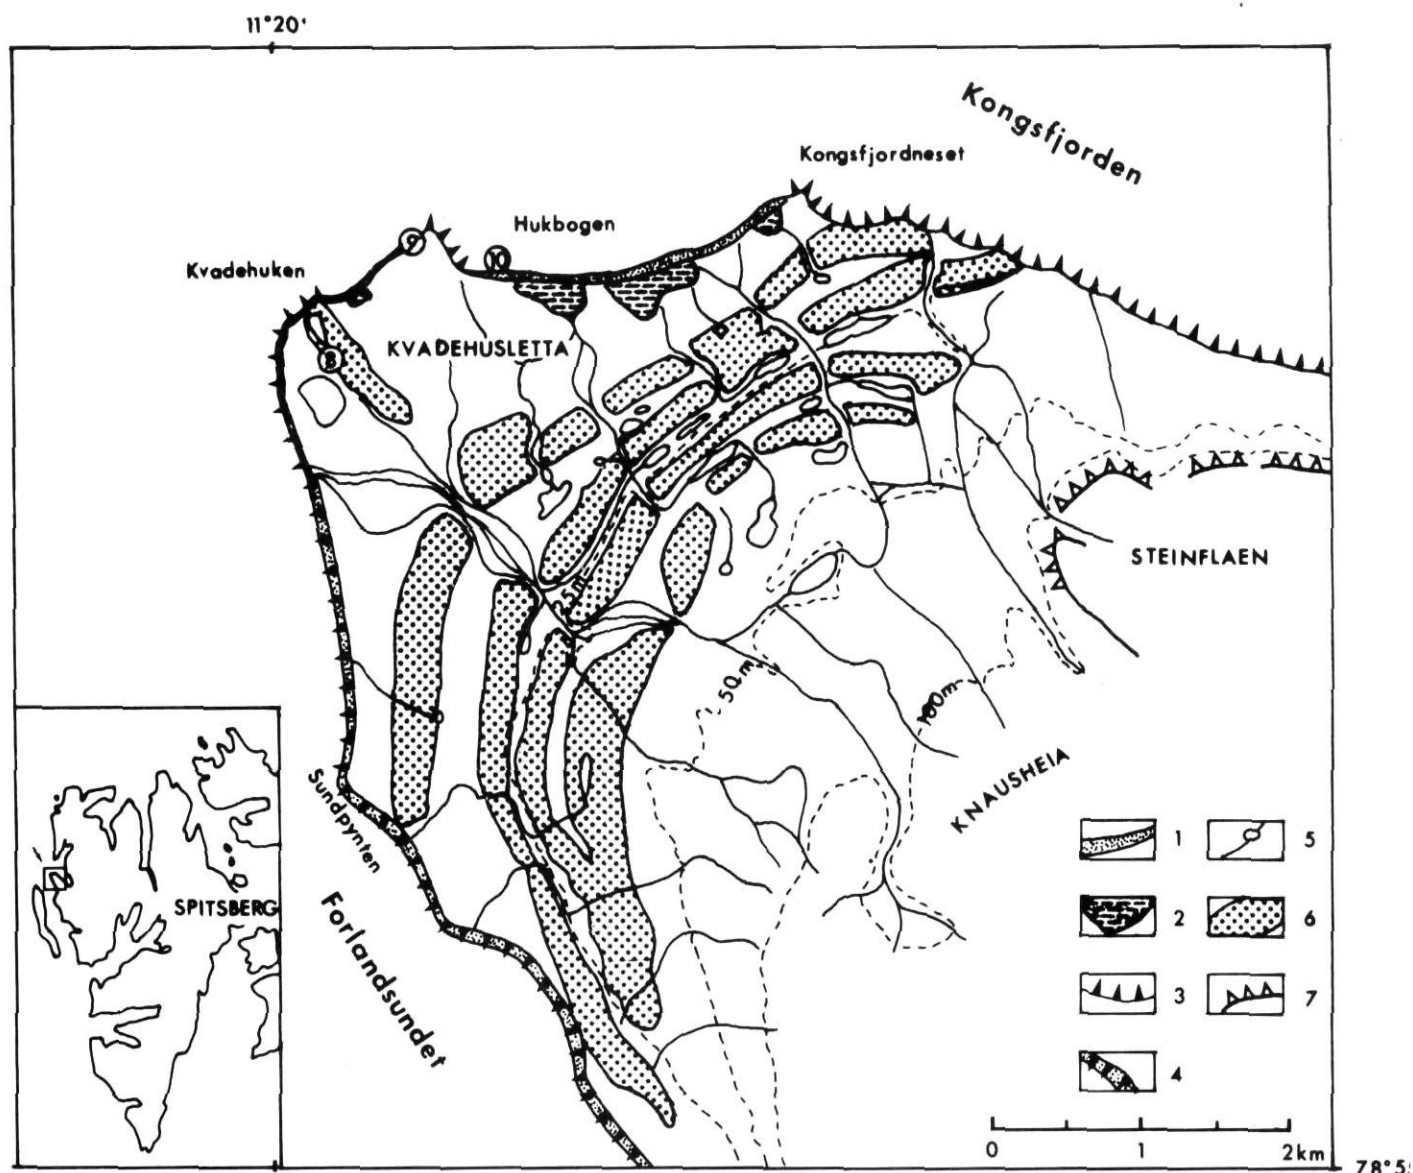 11°20'
Kongsfjorden
Kongsfjordneset
Hukbogen
9
10
Kvadehuken
KVADEHUSLETTA
8
STEINFLAEN
25m
50m
100m
KNAUSHEIA
Sundpynten
Forlandsundet
SPITSBERG
1
5
2
6
3
7
4
0 1 2km